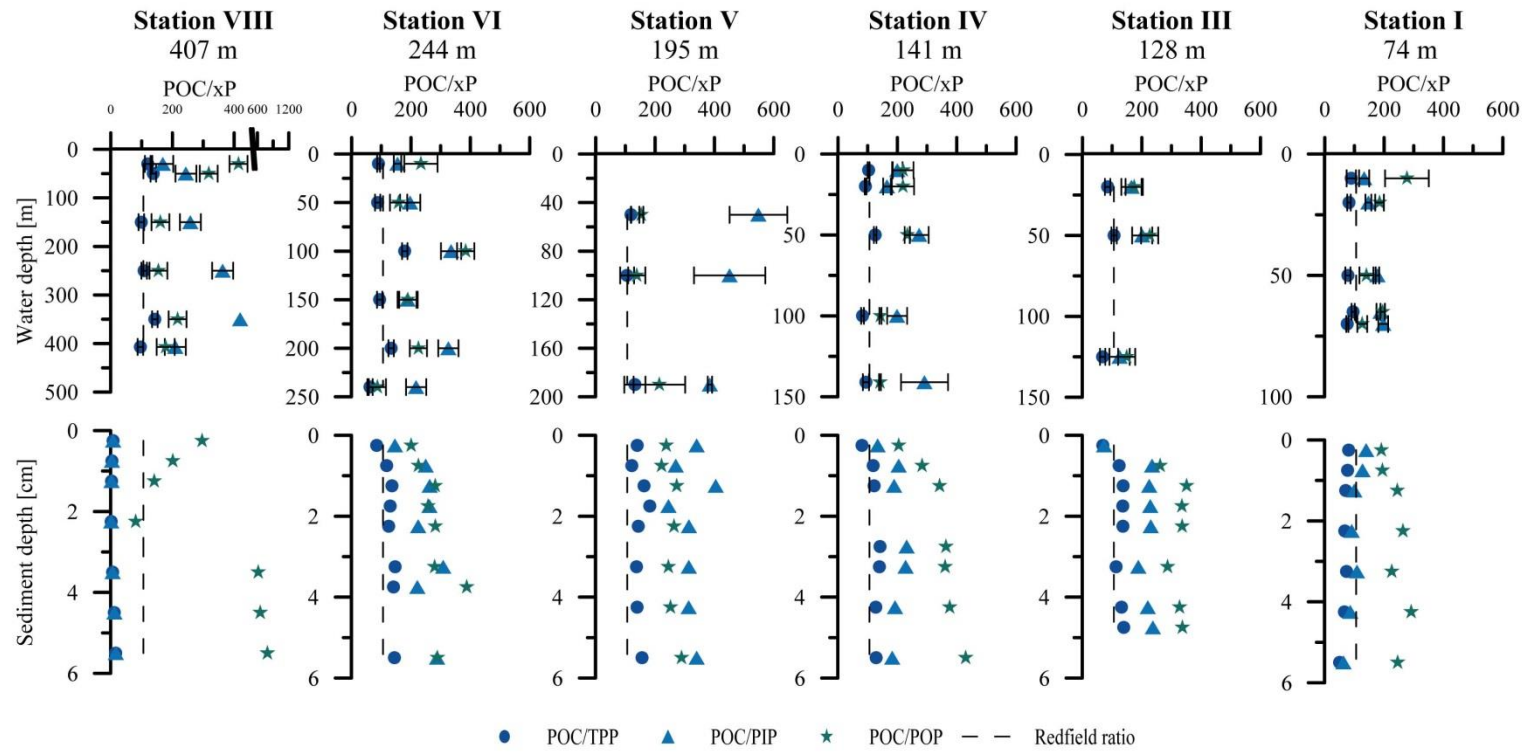 Station VIII Station VI Station V Station IV Station III Station I
407 m 244 m 195 m 141 m 128 m 74 m
POC/xP POC/xP POC/xP POC/xP POC/xP POC/xP
0 200 400 600 1200 0 200 400 600 0 200 400 600 0 200 400 600 0 200 400 600 0 200 400 600
Water depth [m]
0 100 200 300 400 500
0 50 100 150 200 250
0 40 80 120 160 200
0 50 100 150
0 50 100 150
0 50 100
Sediment depth [cm]
0 2 4 6
0 2 4 6
0 2 4 6
0 2 4 6
0 2 4 6
0 2 4 6
POC/TPP POC/PIP POC/POP Redfield ratio